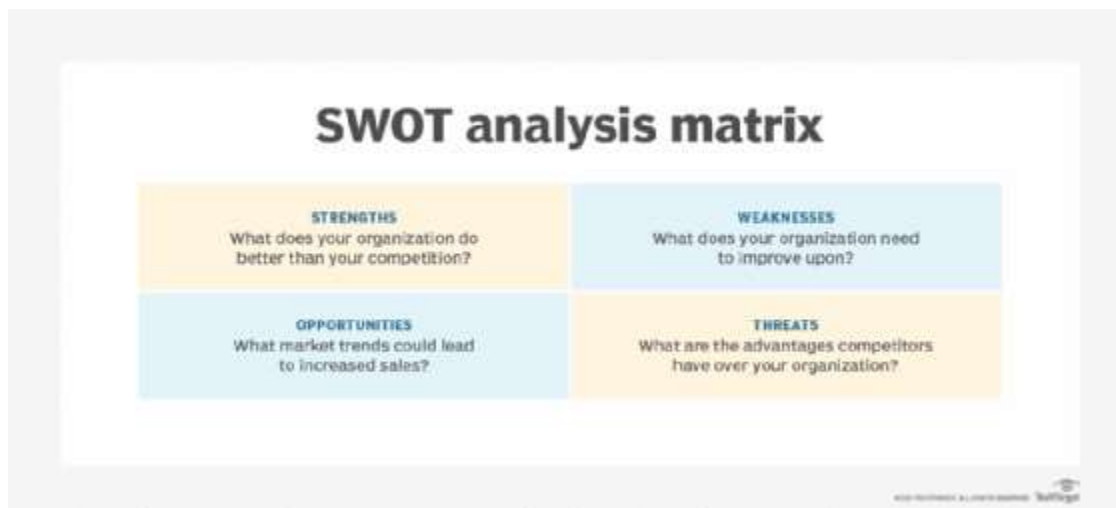 SWOT analysis matrix
STRENGTHS
What does your organization do
better than your competition?
WEAKNESSES
What does your organization need
to improve upon?
OPPORTUNITIES
What market trends could lead
to increased sales?
THREATS
What are the advantages competitors
have over your organization?
TechTarget